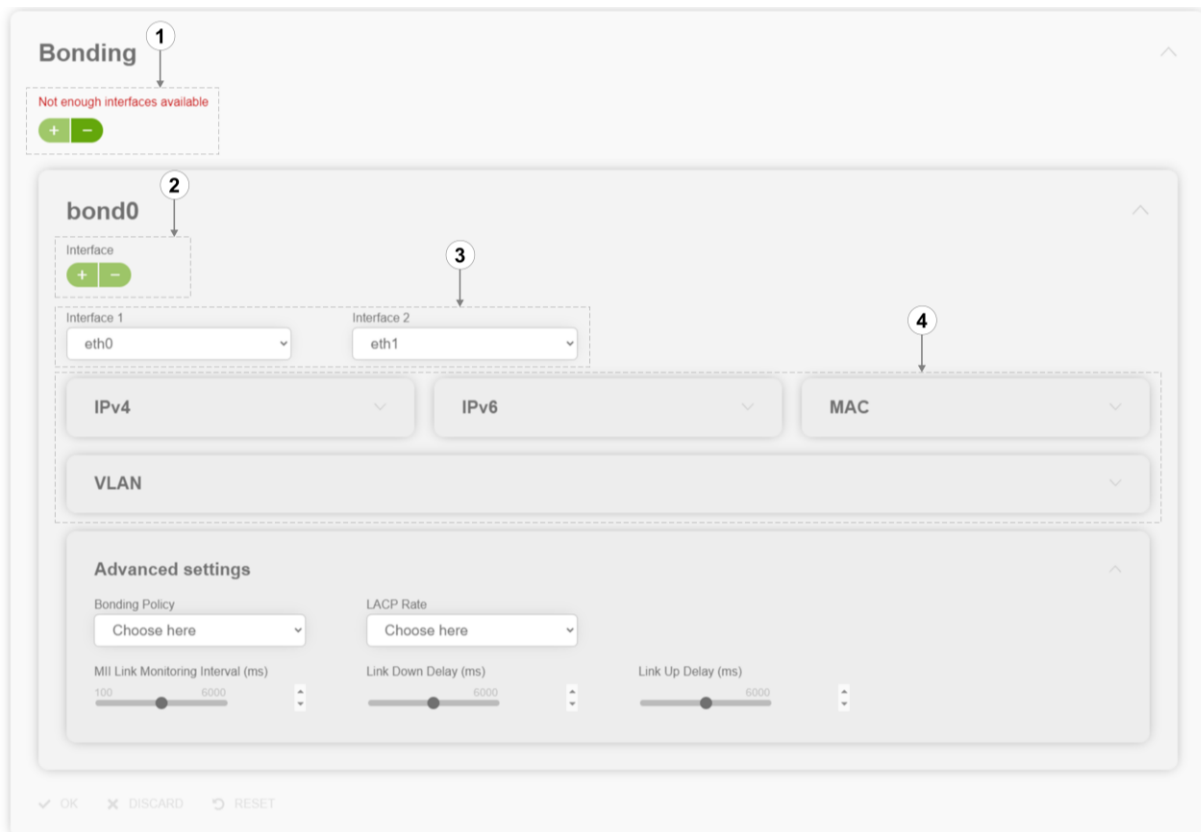 1
Bonding
Not enough interfaces available
+ −
2
bond0
Interface
+ −
3
Interface 1 Interface 2
eth0 eth1
4
IPv4 IPv6 MAC
VLAN
Advanced settings
Bonding Policy LACP Rate
Choose here Choose here
MII Link Monitoring Interval (ms) Link Down Delay (ms) Link Up Delay (ms)
100 6000 6000 6000
OK DISCARD RESET